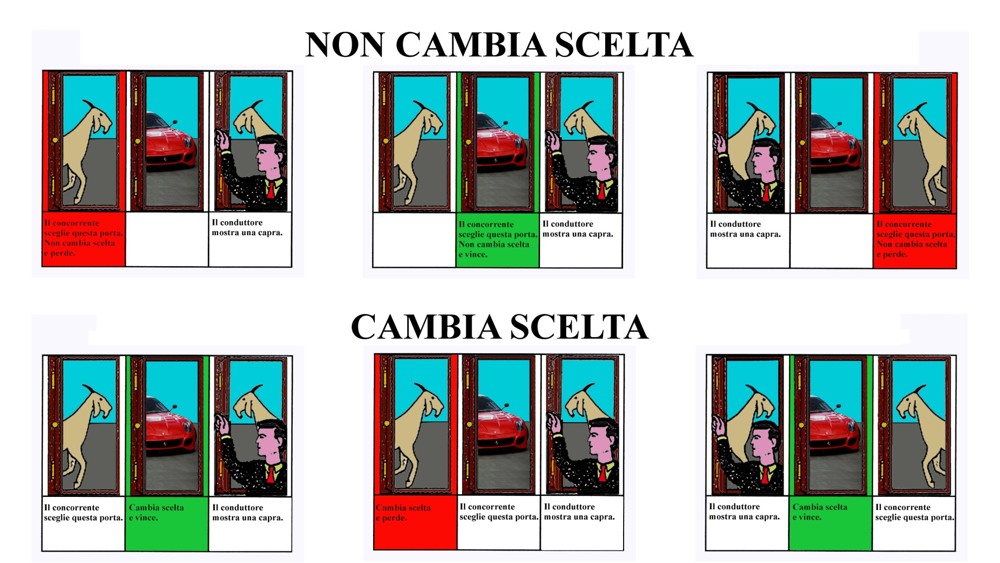 NON CAMBIA SCELTA
Il concorrente
sceglie questa porta.
Non cambia scelta
e perde.
Il conduttore
mostra una capra.
Il concorrente
sceglie questa porta.
Non cambia scelta
e vince.
Il conduttore
mostra una capra.
Il conduttore
mostra una capra.
Il concorrente
sceglie questa porta.
Non cambia scelta
e perde.
CAMBIA SCELTA
Il concorrente
sceglie questa porta.
Cambia scelta
e vince.
Il conduttore
mostra una capra.
Cambia scelta
e perde.
Il concorrente
sceglie questa porta.
Il conduttore
mostra una capra.
Il conduttore
mostra una capra.
Cambia scelta
e vince.
Il concorrente
sceglie questa porta.